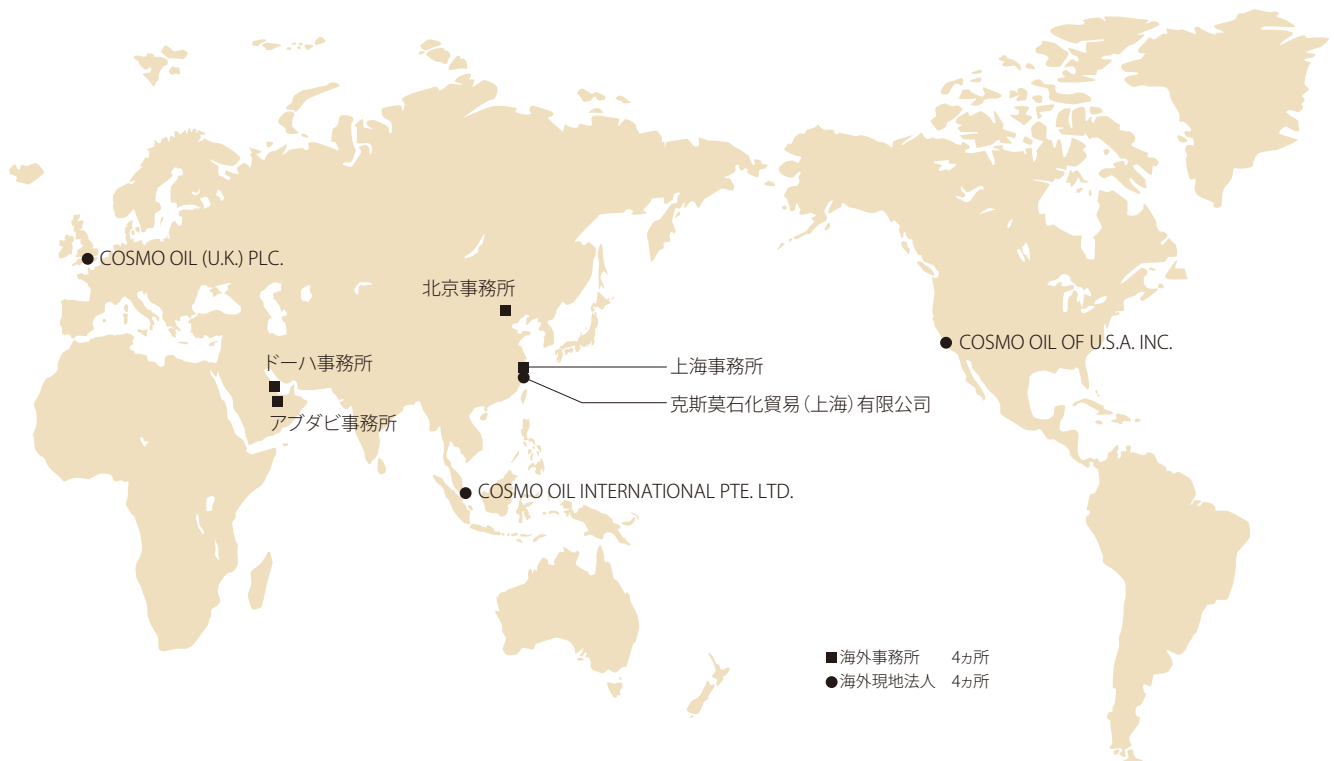 COSMO OIL (U.K.) PLC.
北京事務所
COSMO OIL OF U.S.A. INC.
ドーハ事務所
上海事務所
アブダビ事務所
克斯莫石化貿易（上海）有限公司
COSMO OIL INTERNATIONAL PTE. LTD.
■海外事務所 4ヵ所
●海外現地法人 4ヵ所